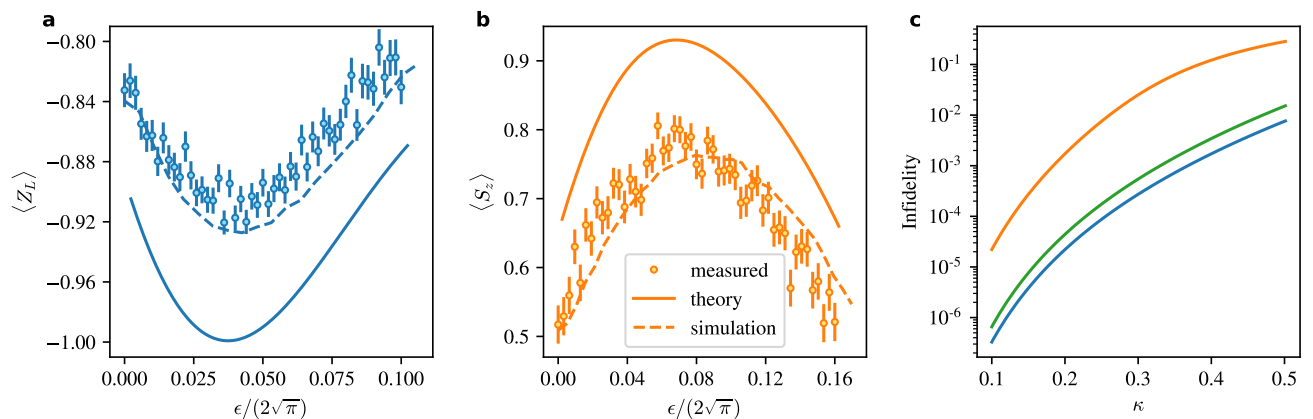 a
−0.80
−0.84
−0.88
−0.92
−0.96
−1.00
⟨Z_L⟩
0.000 0.025 0.050 0.075 0.100
ϵ/(2√π)
b
0.9
0.8
0.7
0.6
0.5
⟨S_z⟩
measured
theory
simulation
0.00 0.04 0.08 0.12 0.16
ϵ/(2√π)
c
10⁻¹
10⁻²
10⁻³
10⁻⁴
10⁻⁵
10⁻⁶
Infidelity
0.1 0.2 0.3 0.4 0.5
κ